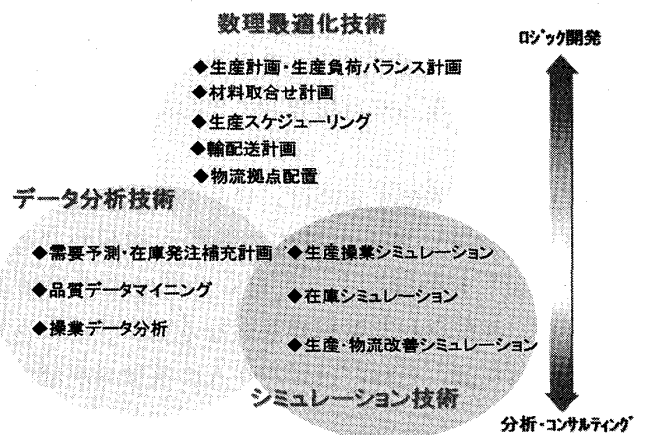 数理最適化技術
ロジック開発
◆生産計画・生産負荷バランス計画
◆材料取合せ計画
◆生産スケジューリング
◆輸配送計画
◆物流拠点配置
データ分析技術
◆需要予測・在庫発注補充計画
◆品質データマイニング
◆操業データ分析
◆生産操業シミュレーション
◆在庫シミュレーション
◆生産・物流改善シミュレーション
シミュレーション技術
分析・コンサルティング